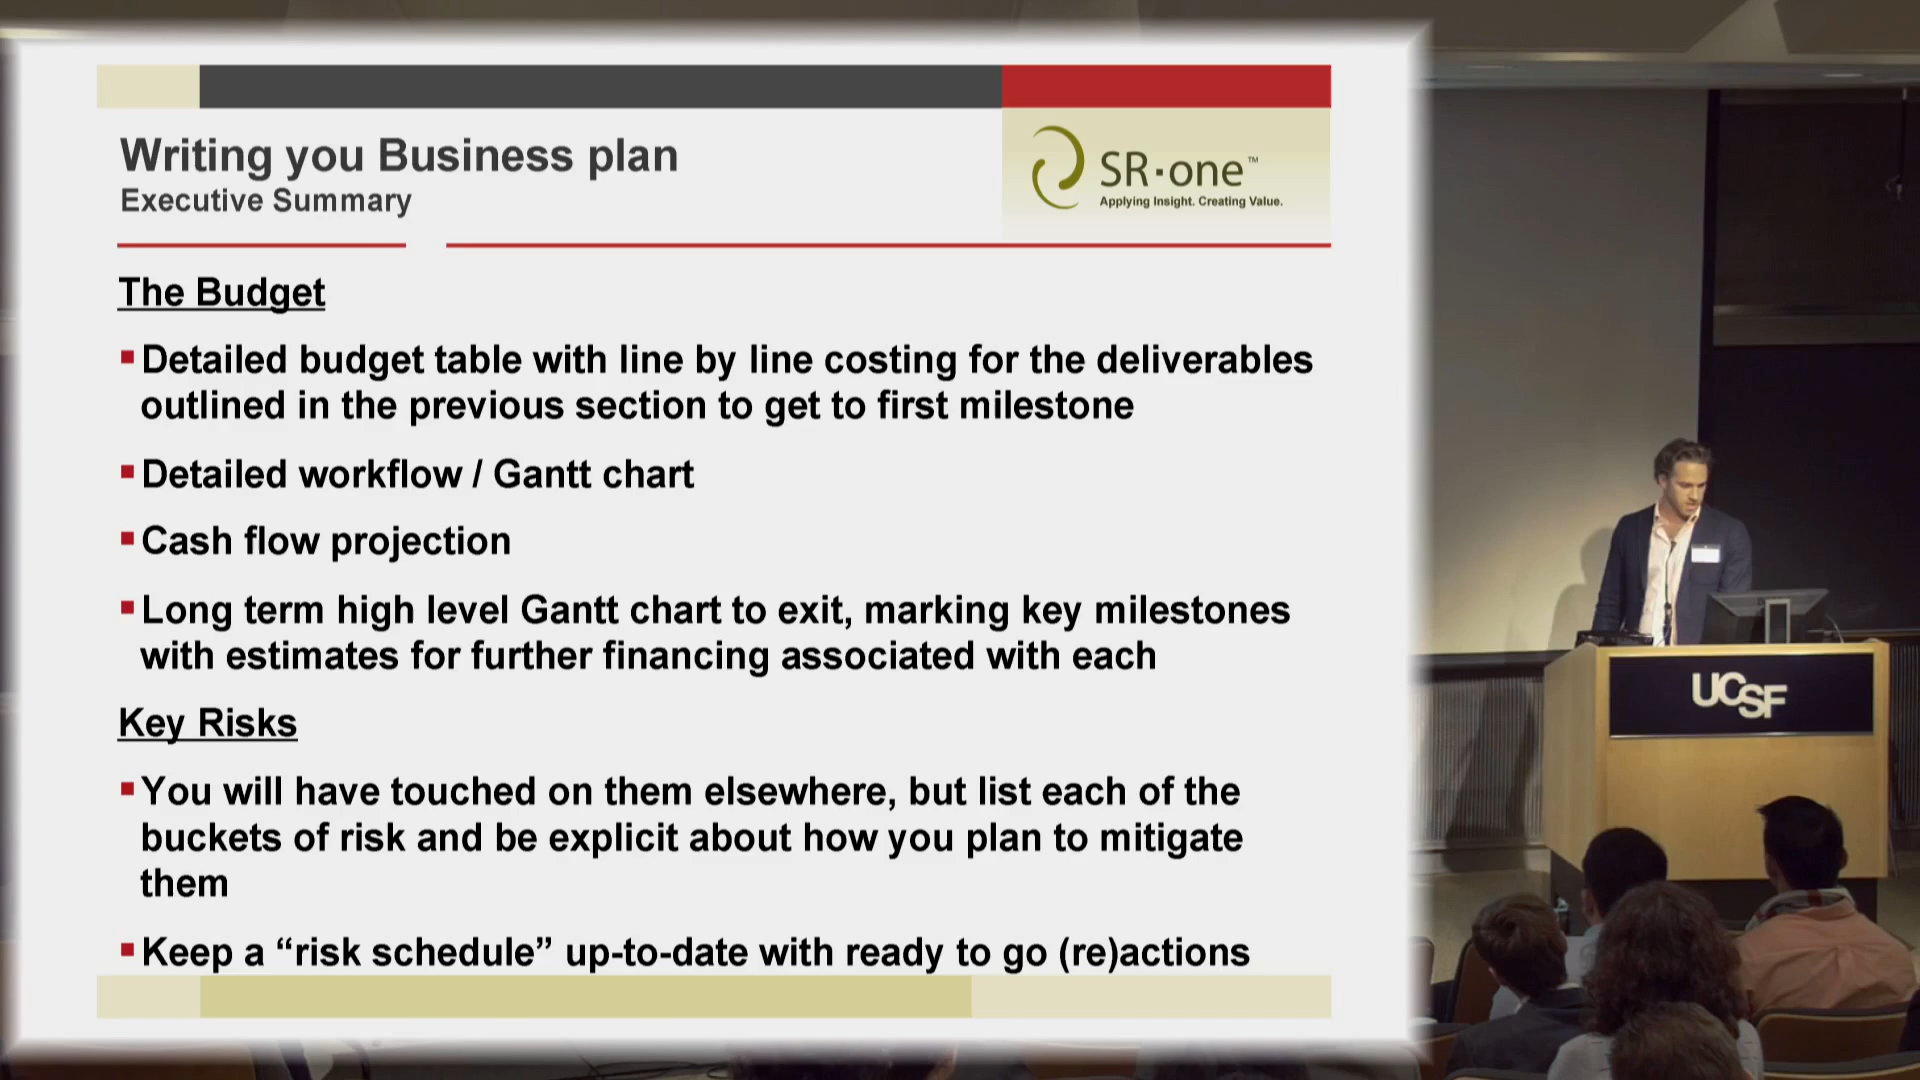 Writing you Business plan
Executive Summary
SR·one™
Applying Insight. Creating Value.
The Budget
▪Detailed budget table with line by line costing for the deliverables
outlined in the previous section to get to first milestone
▪Detailed workflow / Gantt chart
▪Cash flow projection
▪Long term high level Gantt chart to exit, marking key milestones
with estimates for further financing associated with each
Key Risks
▪You will have touched on them elsewhere, but list each of the
buckets of risk and be explicit about how you plan to mitigate
them
▪Keep a “risk schedule” up-to-date with ready to go (re)actions
UCSF